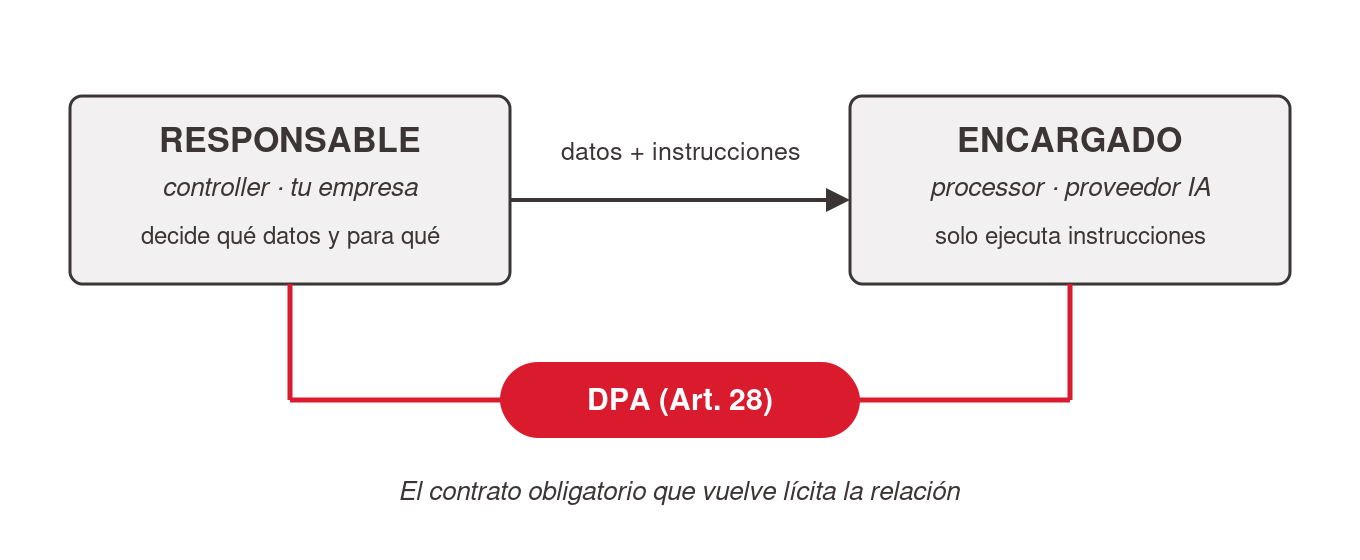 RESPONSABLE
controller · tu empresa
decide qué datos y para qué
datos + instrucciones
ENCARGADO
processor · proveedor IA
solo ejecuta instrucciones
DPA (Art. 28)
El contrato obligatorio que vuelve lícita la relación